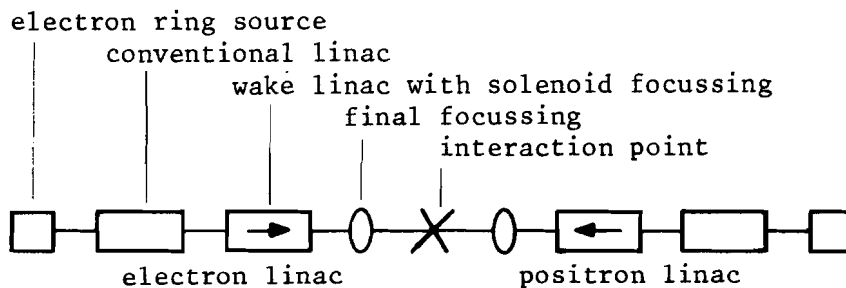 electron ring source
conventional linac
wake linac with solenoid focussing
final focussing
interaction point
electron linac
positron linac